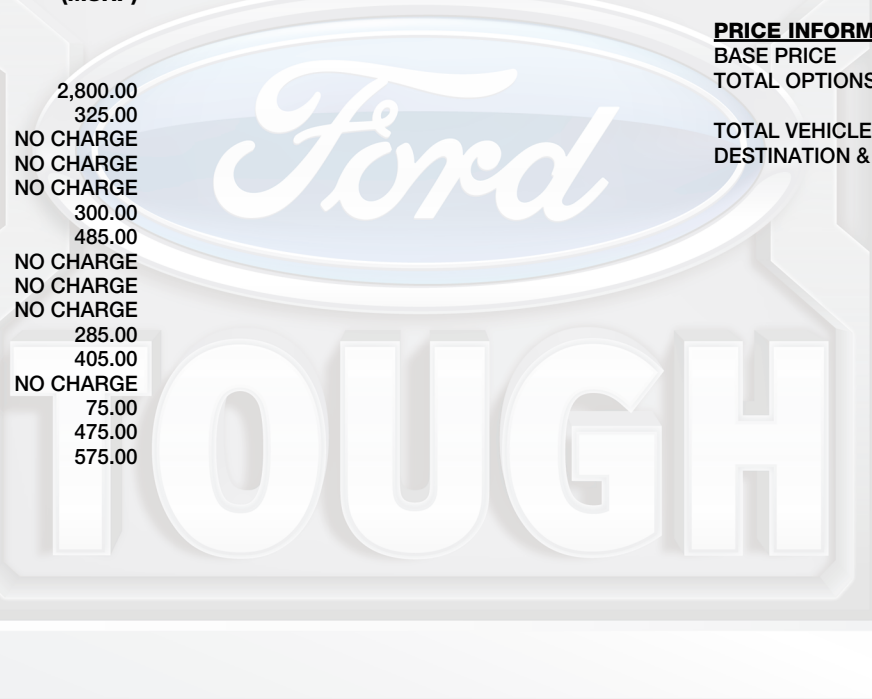 2,800.00
325.00
NO CHARGE
NO CHARGE
NO CHARGE
300.00
485.00
NO CHARGE
NO CHARGE
NO CHARGE
285.00
405.00
NO CHARGE
75.00
475.00
575.00
PRICE INFORM
BASE PRICE
TOTAL OPTIONS
TOTAL VEHICLE
DESTINATION &
Ford
TOUGH